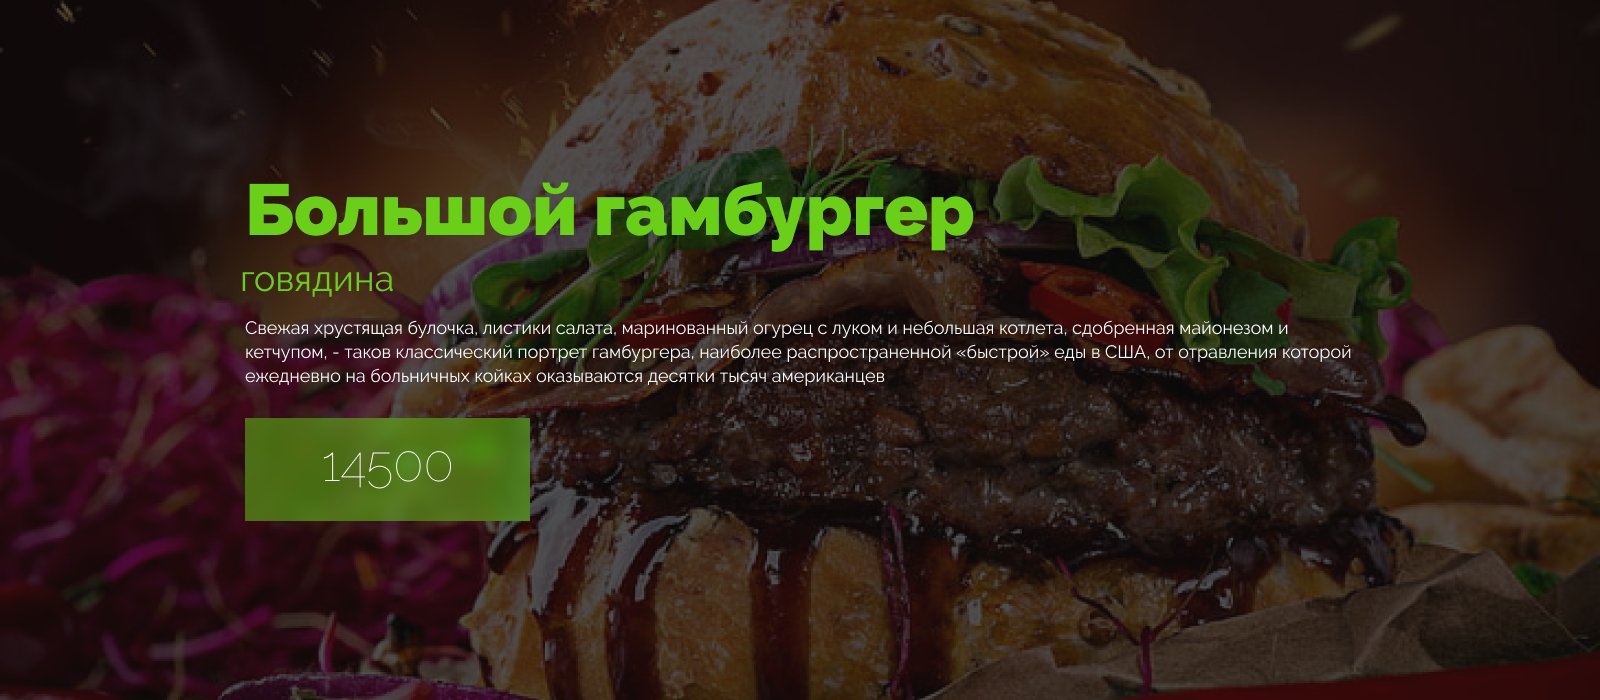 Большой гамбургер
говядина
Свежая хрустящая булочка, листики салата, маринованный огурец с луком и небольшая котлета, сдобренная майонезом и
кетчупом, - таков классический портрет гамбургера, наиболее распространенной «быстрой» еды в США, от отравления которой
ежедневно на больничных койках оказываются десятки тысяч американцев
14500